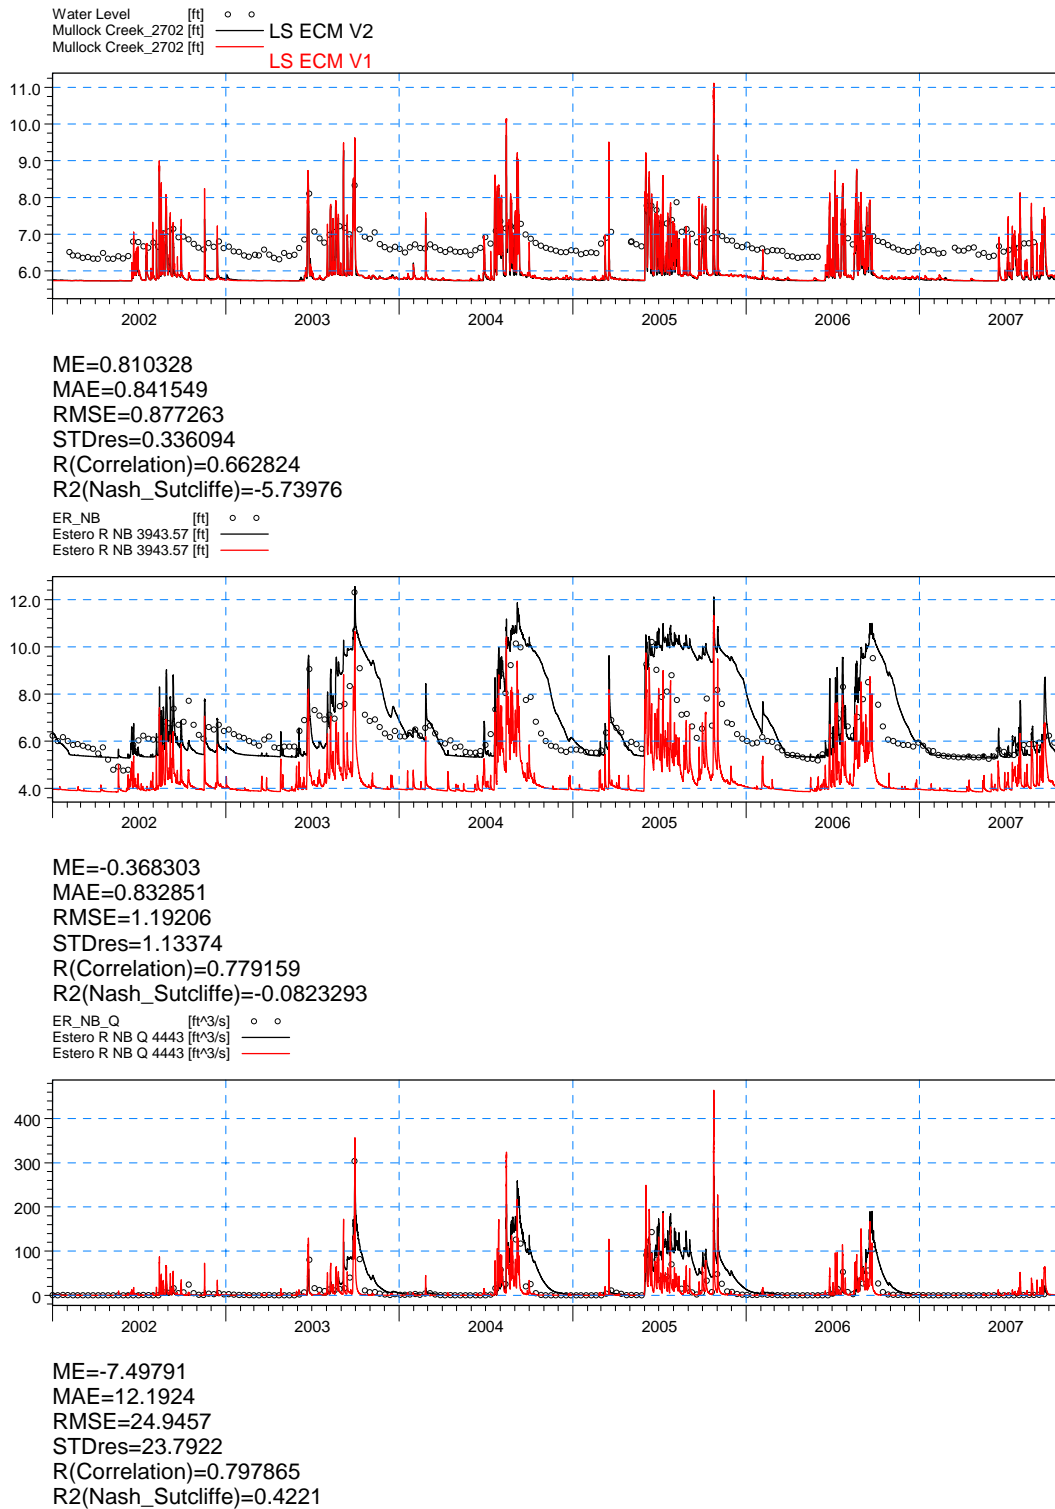 Water Level [ft]
Mullock Creek_2702 [ft] LS ECM V2
Mullock Creek_2702 [ft]
LS ECM V1
11.0
10.0
9.0
8.0
7.0
6.0
2002 2003 2004 2005 2006 2007
ME=0.810328
MAE=0.841549
RMSE=0.877263
STDres=0.336094
R(Correlation)=0.662824
R2(Nash_Sutcliffe)=-5.73976
ER_NB [ft]
Estero R NB 3943.57 [ft]
Estero R NB 3943.57 [ft]
12.0
10.0
8.0
6.0
4.0
2002 2003 2004 2005 2006 2007
ME=-0.368303
MAE=0.832851
RMSE=1.19206
STDres=1.13374
R(Correlation)=0.779159
R2(Nash_Sutcliffe)=-0.0823293
ER_NB_Q [ft^3/s]
Estero R NB Q 4443 [ft^3/s]
Estero R NB Q 4443 [ft^3/s]
400
300
200
100
0
2002 2003 2004 2005 2006 2007
ME=-7.49791
MAE=12.1924
RMSE=24.9457
STDres=23.7922
R(Correlation)=0.797865
R2(Nash_Sutcliffe)=0.4221